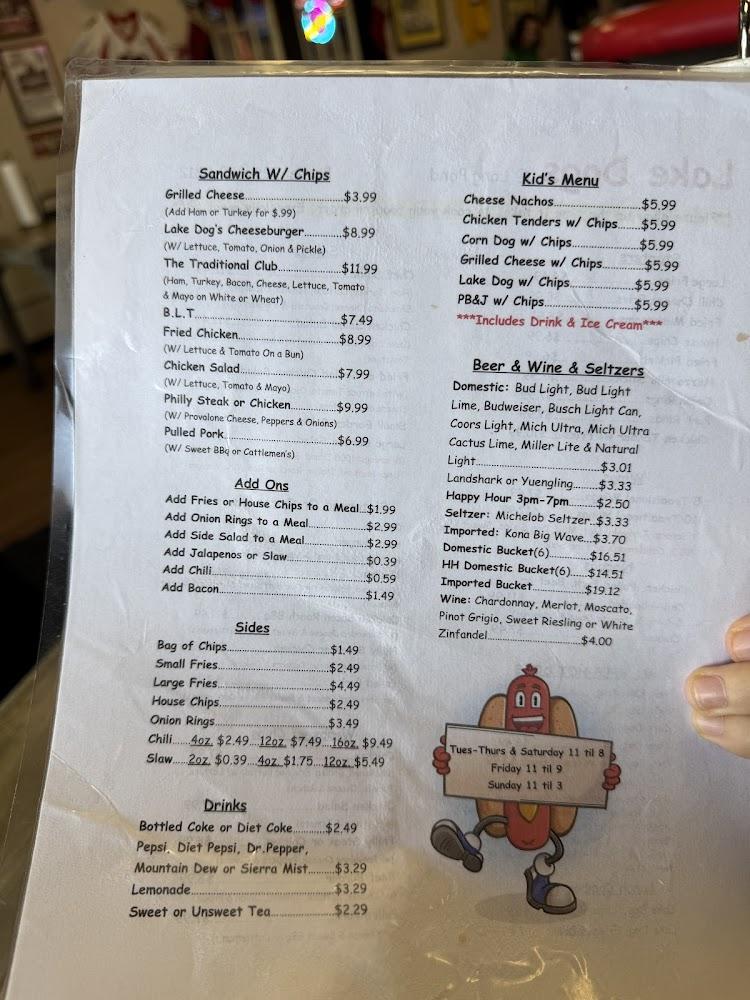 Sandwich W/ Chips
Grilled Cheese..............................$3.99
(Add Ham or Turkey for $.99)
Lake Dog's Cheeseburger..........$8.99
(W/ Lettuce, Tomato, Onion & Pickle)
The Traditional Club.....................$11.99
(Ham, Turkey, Bacon, Cheese, Lettuce, Tomato
& Mayo on White or Wheat)
B.L.T..............................................$7.49
Fried Chicken................................$8.99
(W/ Lettuce & Tomato On a Bun)
Chicken Salad...............................$7.99
(W/ Lettuce, Tomato & Mayo)
Philly Steak or Chicken..............$9.99
(W/ Provalone Cheese, Peppers & Onions)
Pulled Pork....................................$6.99
(W/ Sweet BBq or Cattlemen's)
Add Ons
Add Fries or House Chips to a Meal...$1.99
Add Onion Rings to a Meal.................$2.99
Add Side Salad to a Meal...................$2.99
Add Jalapenos or Slaw........................$0.39
Add Chili..................................................$0.59
Add Bacon...............................................$1.49
Sides
Bag of Chips............................$1.49
Small Fries..............................$2.49
Large Fries..............................$4.49
House Chips............................$2.49
Onion Rings.............................$3.49
Chili......4oz. $2.49...12oz. $7.49...16oz. $9.49
Slaw.....2oz. $0.39...4oz. $1.75...12oz. $5.49
Drinks
Bottled Coke or Diet Coke...........$2.49
Pepsi, Diet Pepsi, Dr.Pepper,
Mountain Dew or Sierra Mist........$3.29
Lemonade...........................................$3.29
Sweet or Unsweet Tea...................$2.29
Kid's Menu
Cheese Nachos.........................$5.99
Chicken Tenders w/ Chips.......$5.99
Corn Dog w/ Chips....................$5.99
Grilled Cheese w/ Chips...........$5.99
Lake Dog w/ Chips....................$5.99
PB&J w/ Chips..........................$5.99
***Includes Drink & Ice Cream***
Beer & Wine & Seltzers
Domestic: Bud Light, Bud Light
Lime, Budweiser, Busch Light Can,
Coors Light, Mich Ultra, Mich Ultra
Cactus Lime, Miller Lite & Natural
Light......................................$3.01
Landshark or Yuengling.........$3.33
Happy Hour 3pm-7pm.........$2.50
Seltzer: Michelob Seltzer..$3.33
Imported: Kona Big Wave...$3.70
Domestic Bucket(6)............$16.51
HH Domestic Bucket(6)......$14.51
Imported Bucket.................$19.12
Wine: Chardonnay, Merlot, Moscato,
Pinot Grigio, Sweet Riesling or White
Zinfandel.............................$4.00
Tues-Thurs & Saturday 11 til 8
Friday 11 til 9
Sunday 11 til 3